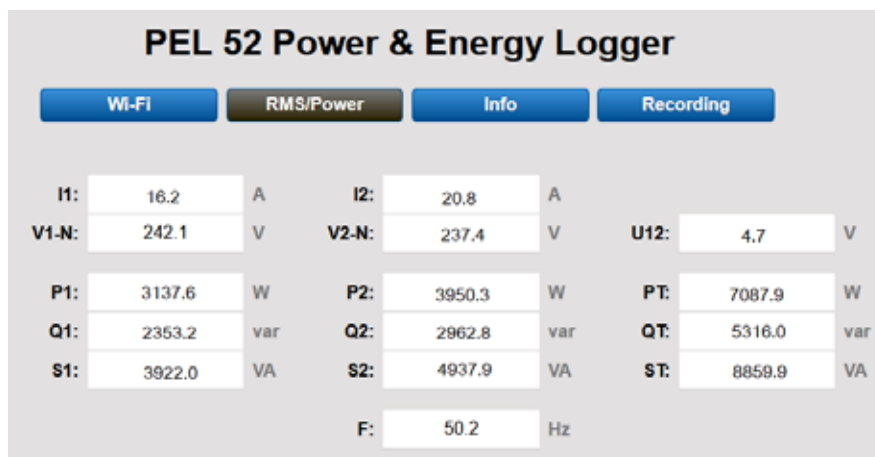 PEL 52 Power & Energy Logger
Wi-Fi RMS/Power Info Recording
I1: 16.2 A I2: 20.8 A
V1-N: 242.1 V V2-N: 237.4 V U12: 4.7 V
P1: 3137.6 W P2: 3950.3 W PT: 7087.9 W
Q1: 2353.2 var Q2: 2962.8 var QT: 5316.0 var
S1: 3922.0 VA S2: 4937.9 VA ST: 8859.9 VA
F: 50.2 Hz